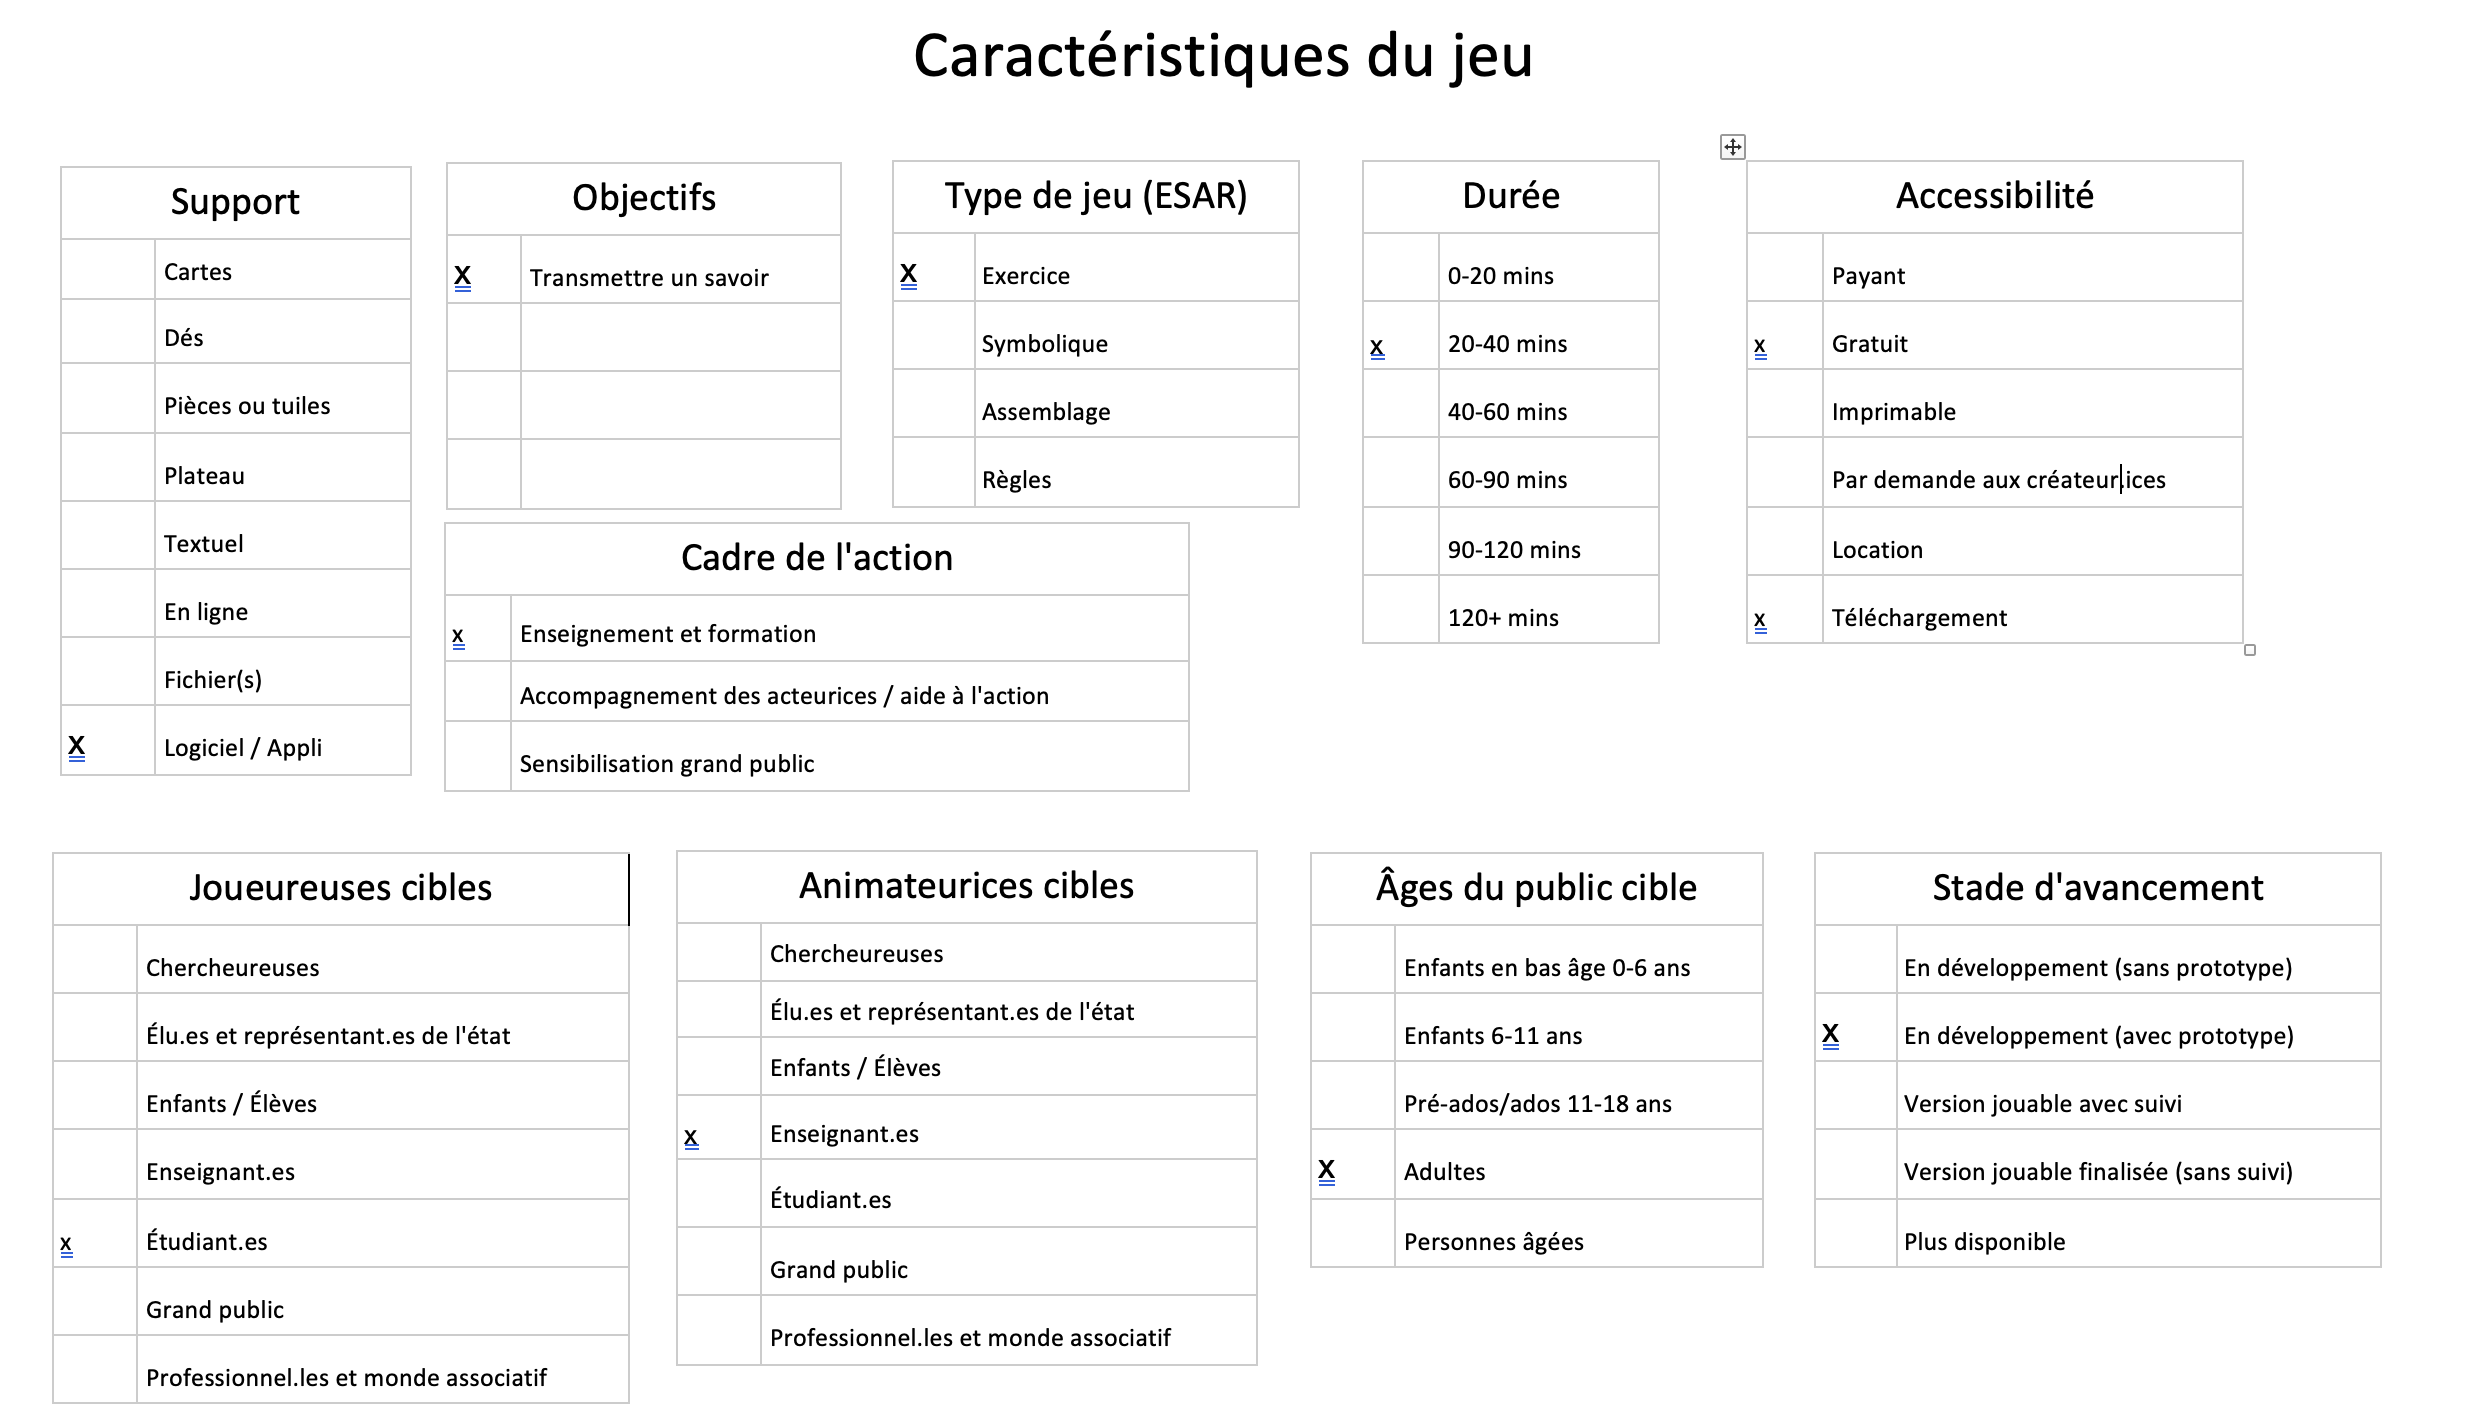 Caractéristiques du jeu
Support
Cartes
Dés
Pièces ou tuiles
Plateau
Textuel
En ligne
Fichier(s)
X Logiciel / Appli
Objectifs
X Transmettre un savoir
Type de jeu (ESAR)
X Exercice
Symbolique
Assemblage
Règles
Durée
0-20 mins
x 20-40 mins
40-60 mins
60-90 mins
90-120 mins
120+ mins
Accessibilité
Payant
x Gratuit
Imprimable
Par demande aux créateur.ices
Location
x Téléchargement
Cadre de l'action
x Enseignement et formation
Accompagnement des acteurices / aide à l'action
Sensibilisation grand public
Joueureuses cibles
Chercheureuses
Élu.es et représentant.es de l'état
Enfants / Élèves
Enseignant.es
x Étudiant.es
Grand public
Professionnel.les et monde associatif
Animateurices cibles
Chercheureuses
Élu.es et représentant.es de l'état
Enfants / Élèves
x Enseignant.es
Étudiant.es
Grand public
Professionnel.les et monde associatif
Âges du public cible
Enfants en bas âge 0-6 ans
Enfants 6-11 ans
Pré-ados/ados 11-18 ans
X Adultes
Personnes âgées
Stade d'avancement
En développement (sans prototype)
X En développement (avec prototype)
Version jouable avec suivi
Version jouable finalisée (sans suivi)
Plus disponible